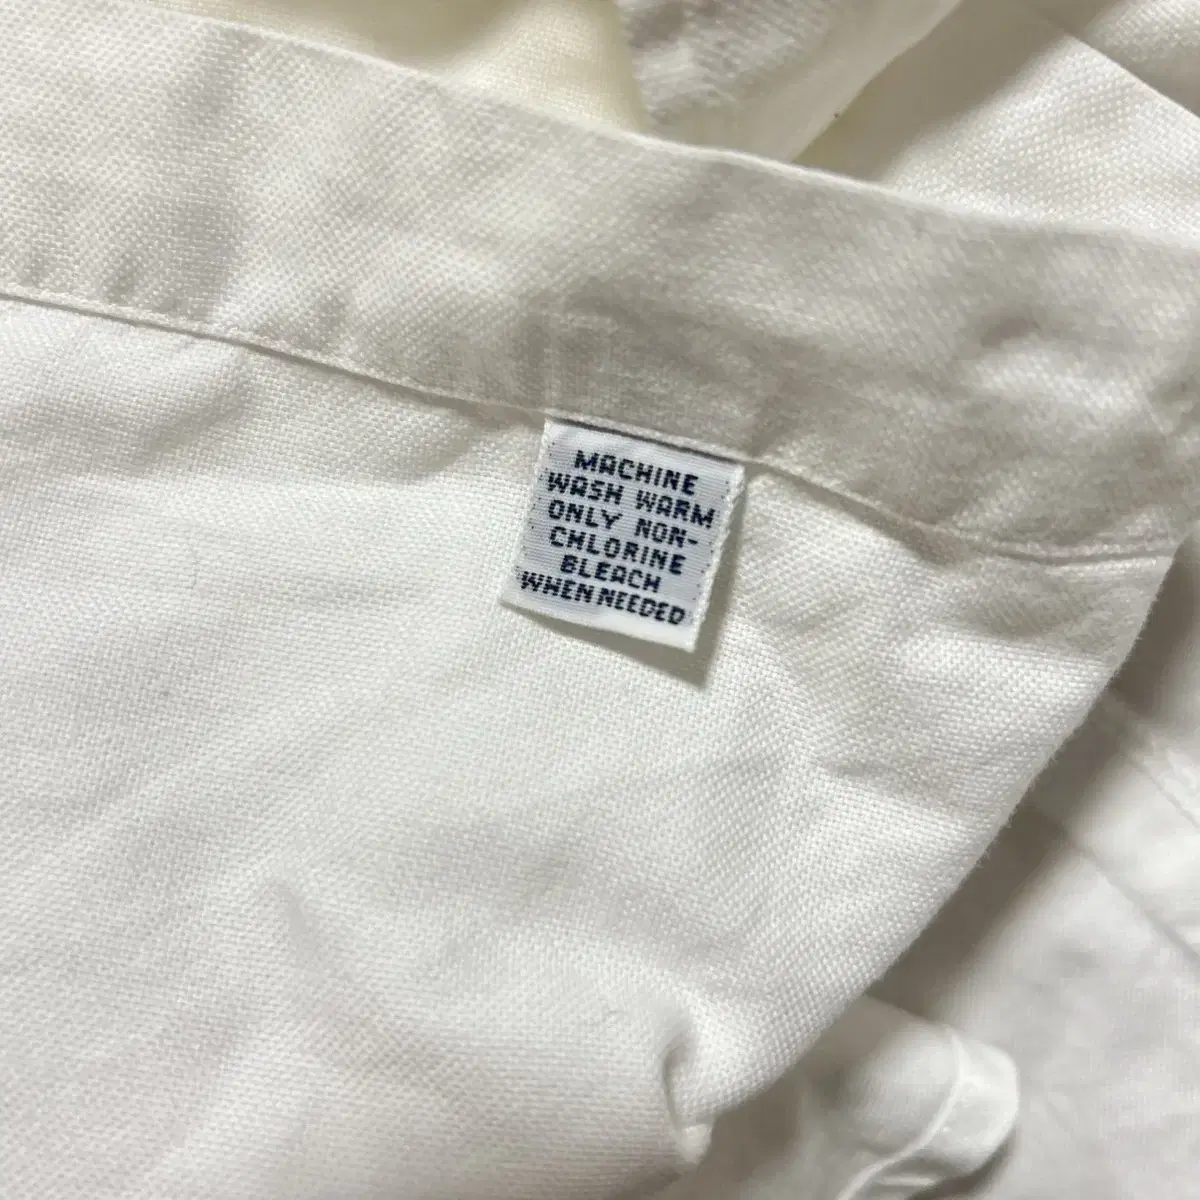 MACHINE
WASH WARM
ONLY NON-
CHLORINE
BLEACH
WHEN NEEDED